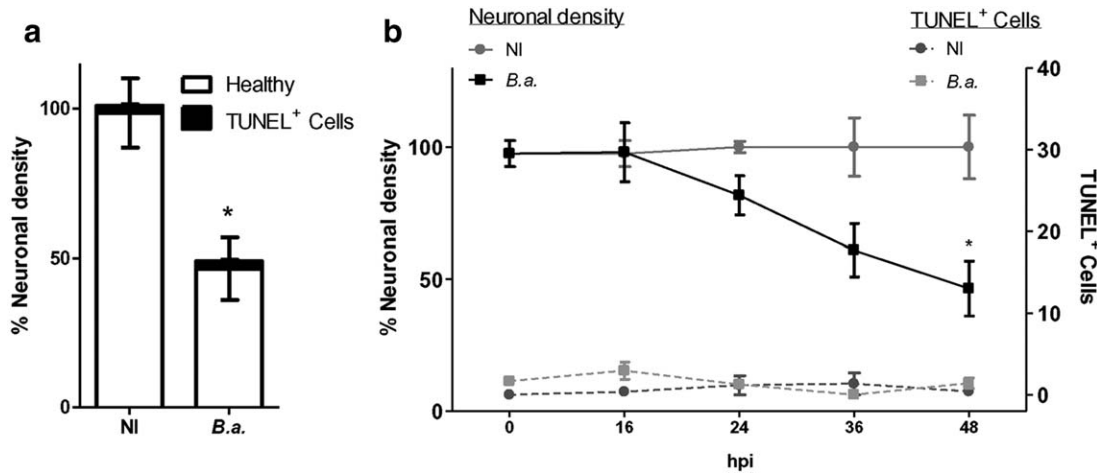 a
% Neuronal density
100
50
0
Healthy
TUNEL⁺ Cells
*
NI
B.a.
b
Neuronal density
NI
B.a.
TUNEL⁺ Cells
NI
B.a.
% Neuronal density
100
50
0
40
30
20
10
0
TUNEL⁺ Cells
*
0 16 24 36 48
hpi